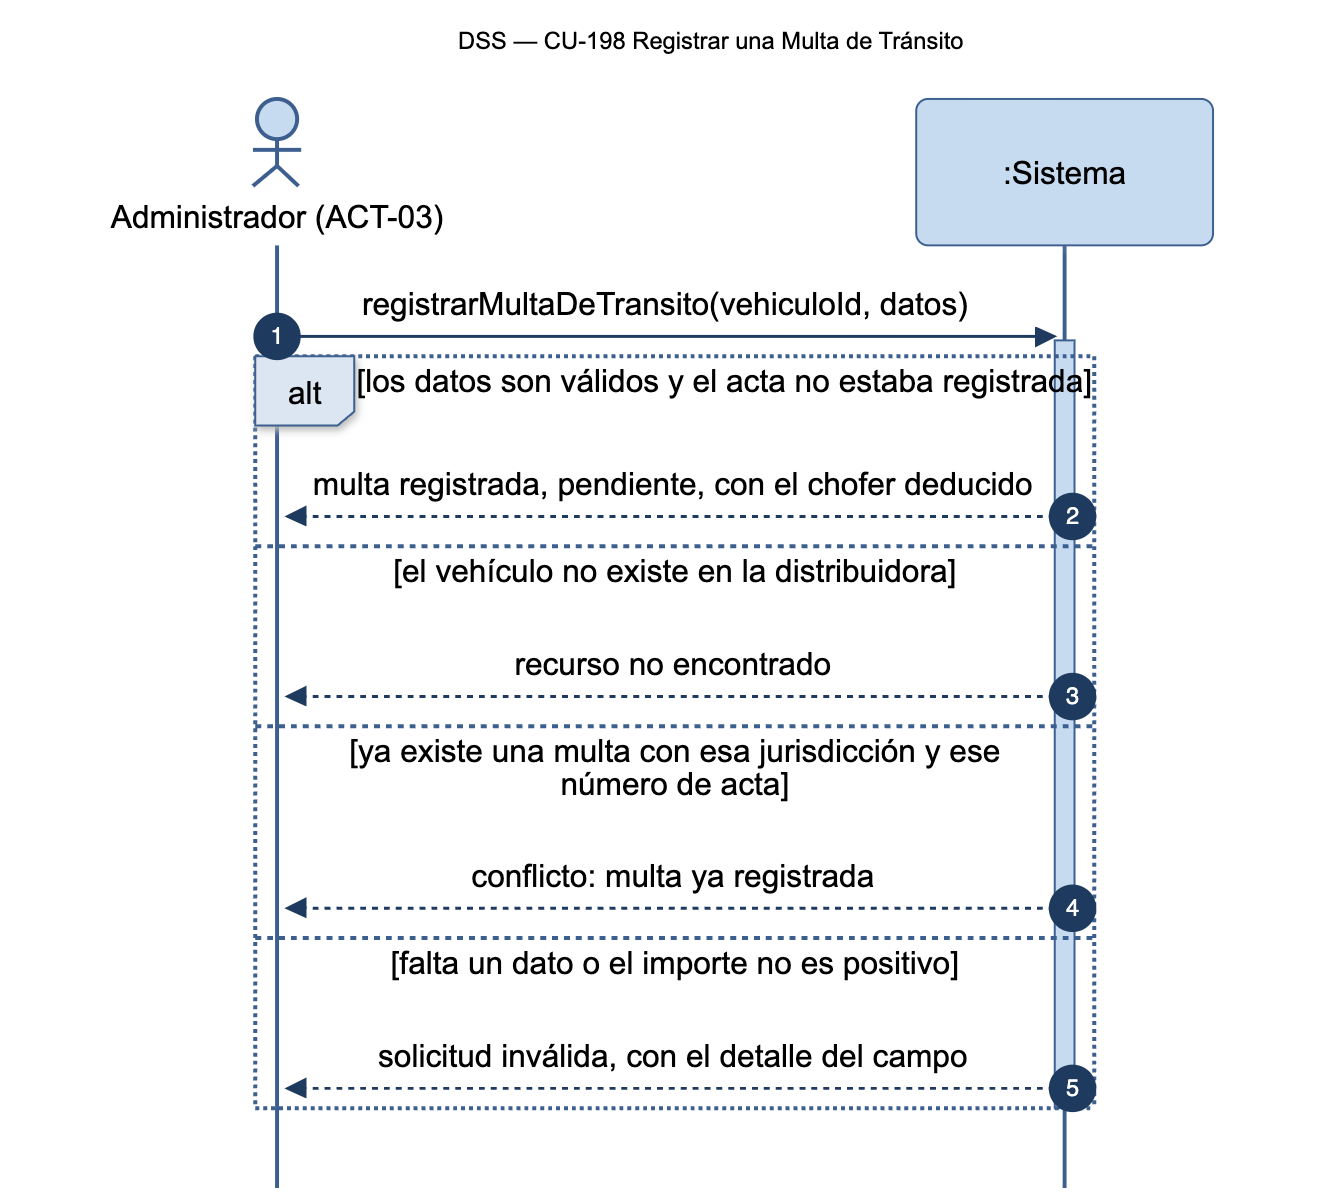 DSS — CU-198 Registrar una Multa de Tránsito
Administrador (ACT-03)
:Sistema
registrarMultaDeTransito(vehiculoId, datos)
1
alt
[los datos son válidos y el acta no estaba registrada]
multa registrada, pendiente, con el chofer deducido
2
[el vehículo no existe en la distribuidora]
recurso no encontrado
3
[ya existe una multa con esa jurisdicción y ese
número de acta]
conflicto: multa ya registrada
4
[falta un dato o el importe no es positivo]
solicitud inválida, con el detalle del campo
5